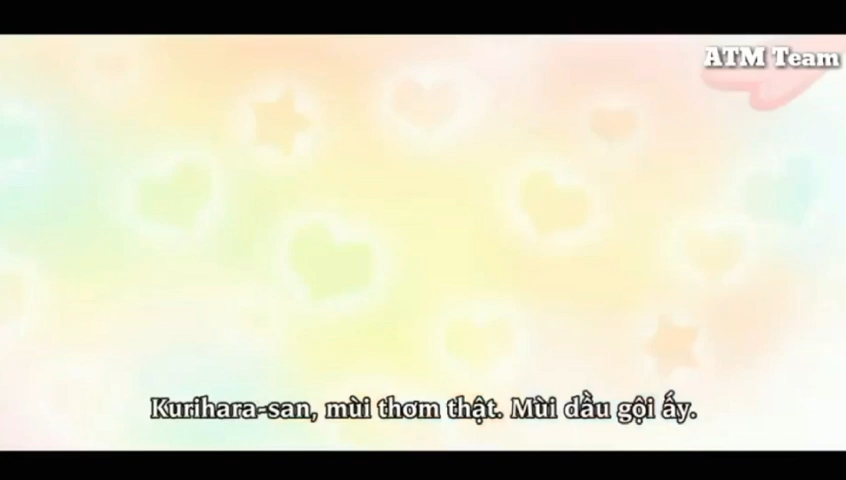 ATM Team
Kurihara-san, mùi thơm thật. Mùi dầu gội ấy.